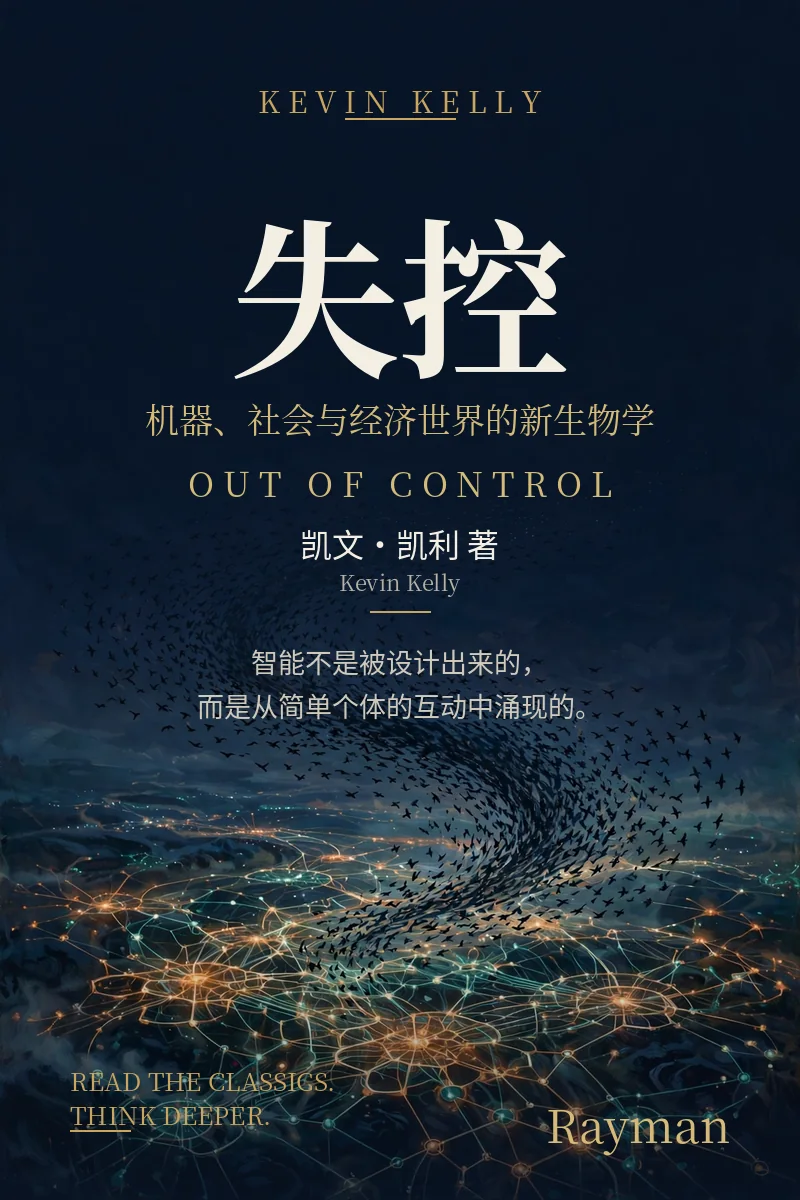 KEVIN KELLY
失控
机器、社会与经济世界的新生物学
OUT OF CONTROL
凯文·凯利 著
Kevin Kelly
智能不是被设计出来的，
而是从简单个体的互动中涌现的。
READ THE CLASSICS.
THINK DEEPER.
Rayman